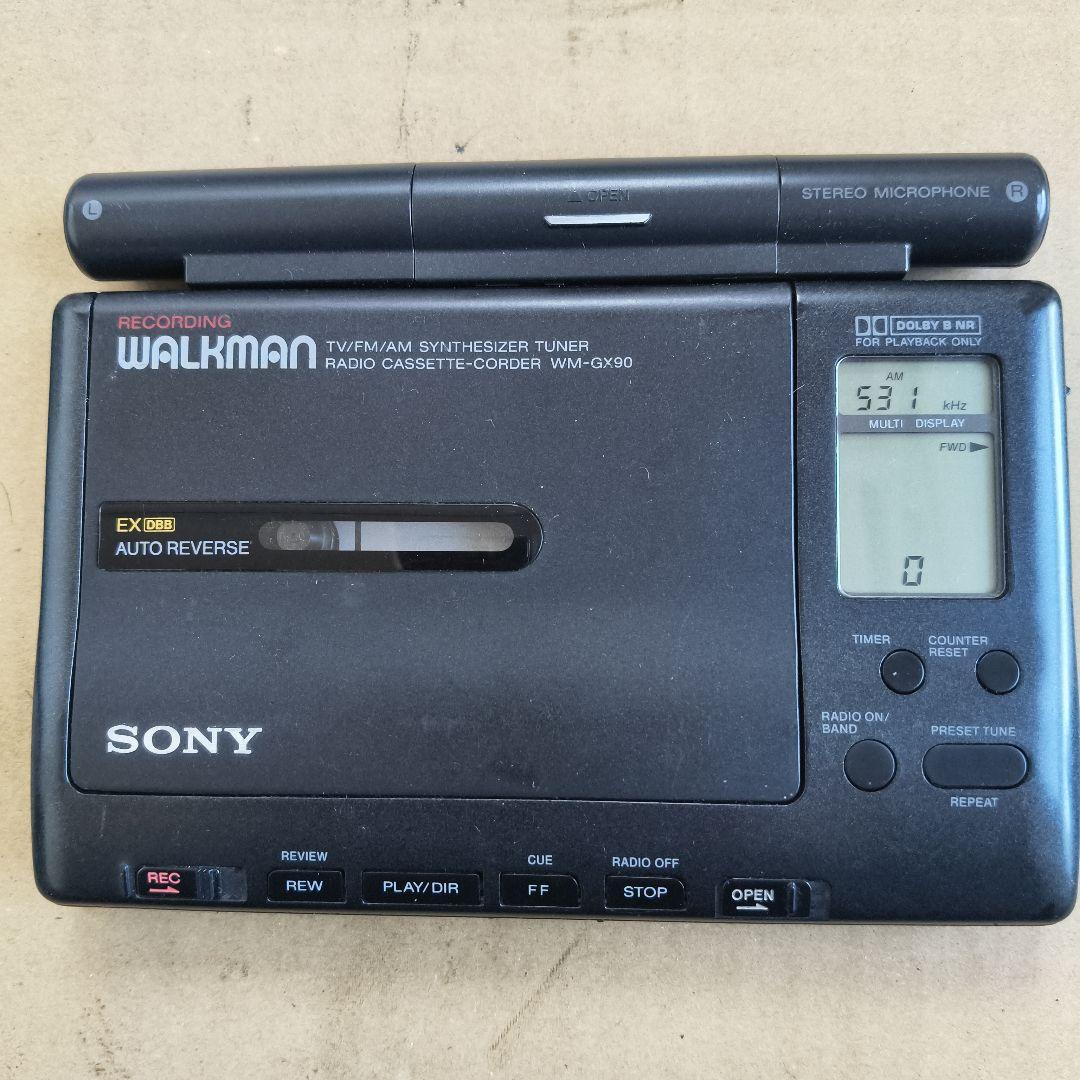 L
OPEN
STEREO MICROPHONE R
RECORDING
WALKMAN
TV/FM/AM SYNTHESIZER TUNER
RADIO CASSETTE-CORDER WM-GX90
DOLBY B NR
FOR PLAYBACK ONLY
AM
531 kHz
MULTI DISPLAY
FWD
0
EX DBB
AUTO REVERSE
TIMER
COUNTER
RESET
RADIO ON/
BAND
PRESET TUNE
REPEAT
SONY
REC
REVIEW
REW
PLAY/DIR
CUE
FF
RADIO OFF
STOP
OPEN